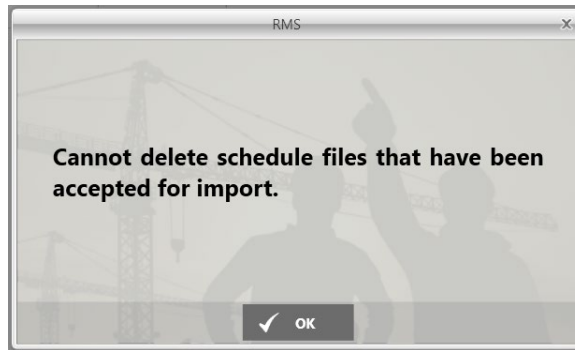 RMS
Cannot delete schedule files that have been
accepted for import.
OK